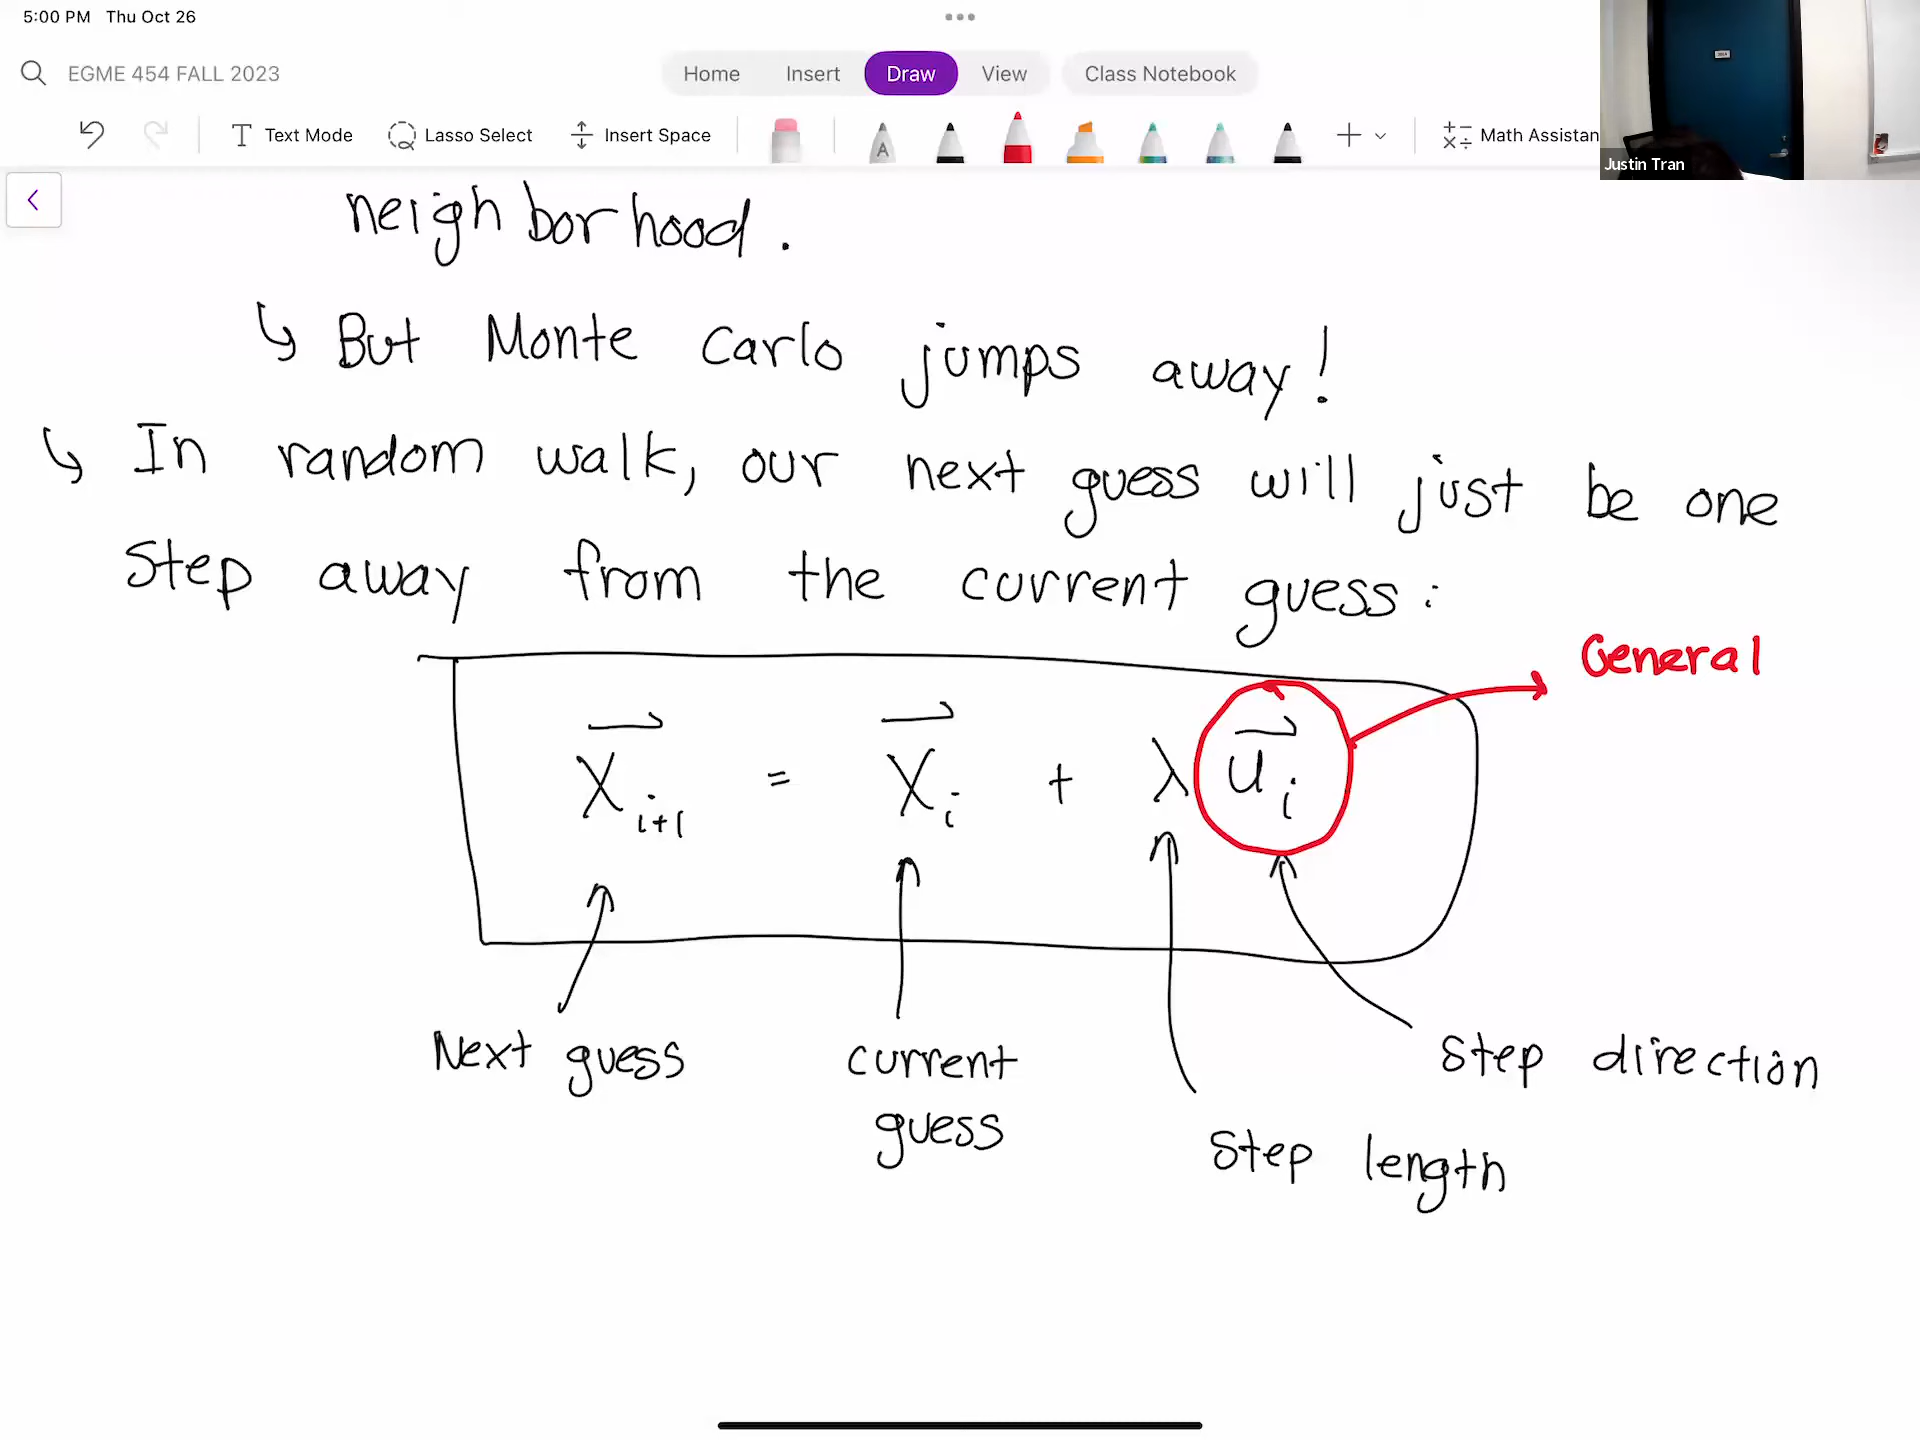 5:00 PM Thu Oct 26
EGME 454 FALL 2023
Home Insert Draw View Class Notebook
Text Mode Lasso Select Insert Space A Math Assistan
Justin Tran
neighborhood.
↳ But Monte Carlo jumps away!
↳ In random walk, our next guess will just be one
step away from the current guess:
General
X⃗ᵢ₊₁ = X⃗ᵢ + λ u⃗ᵢ
Next guess current guess step length step direction